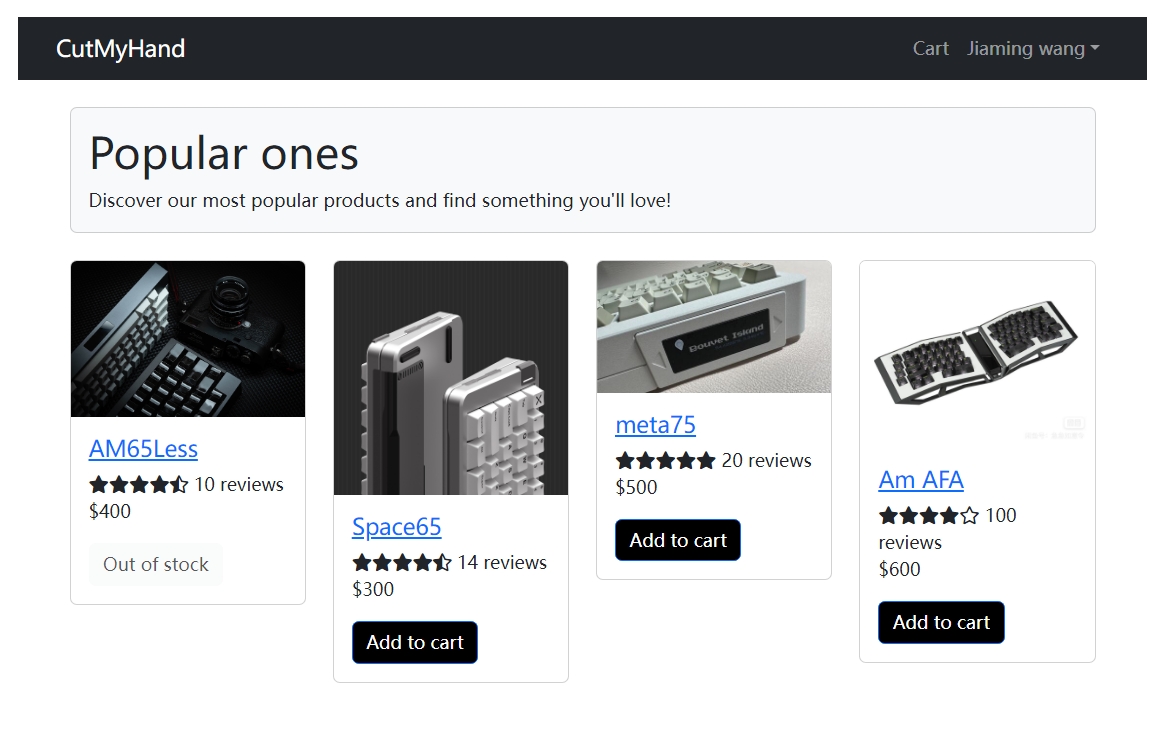 CutMyHand
Cart
Jiaming wang
Popular ones
Discover our most popular products and find something you'll love!
AM65Less
10 reviews
$400
Out of stock
Space65
14 reviews
$300
Add to cart
Bouvet Island
meta75
20 reviews
$500
Add to cart
Am AFA
100
reviews
$600
Add to cart